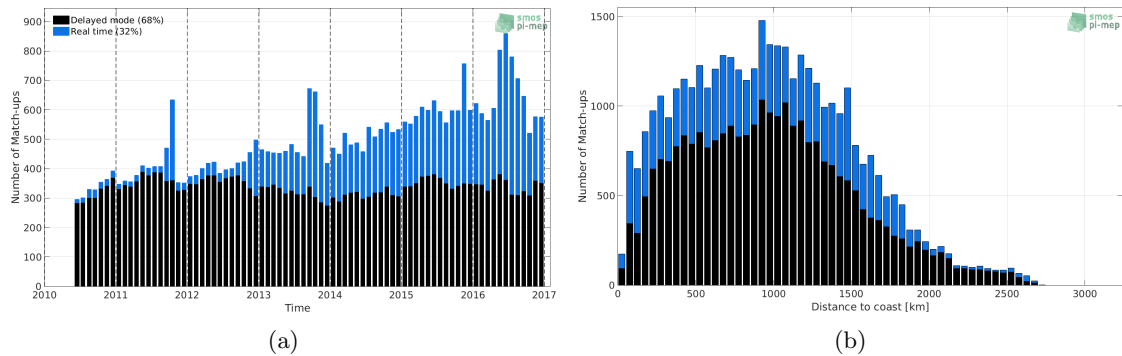 Delayed mode (68%)
Real time (32%)
smos
pi-mep
Number of Match-ups
900
800
700
600
500
400
300
200
100
0
2010 2011 2012 2013 2014 2015 2016 2017
Time
(a)
smos
pi-mep
Number of Match-ups
1500
1000
500
0
0 500 1000 1500 2000 2500 3000
Distance to coast [km]
(b)